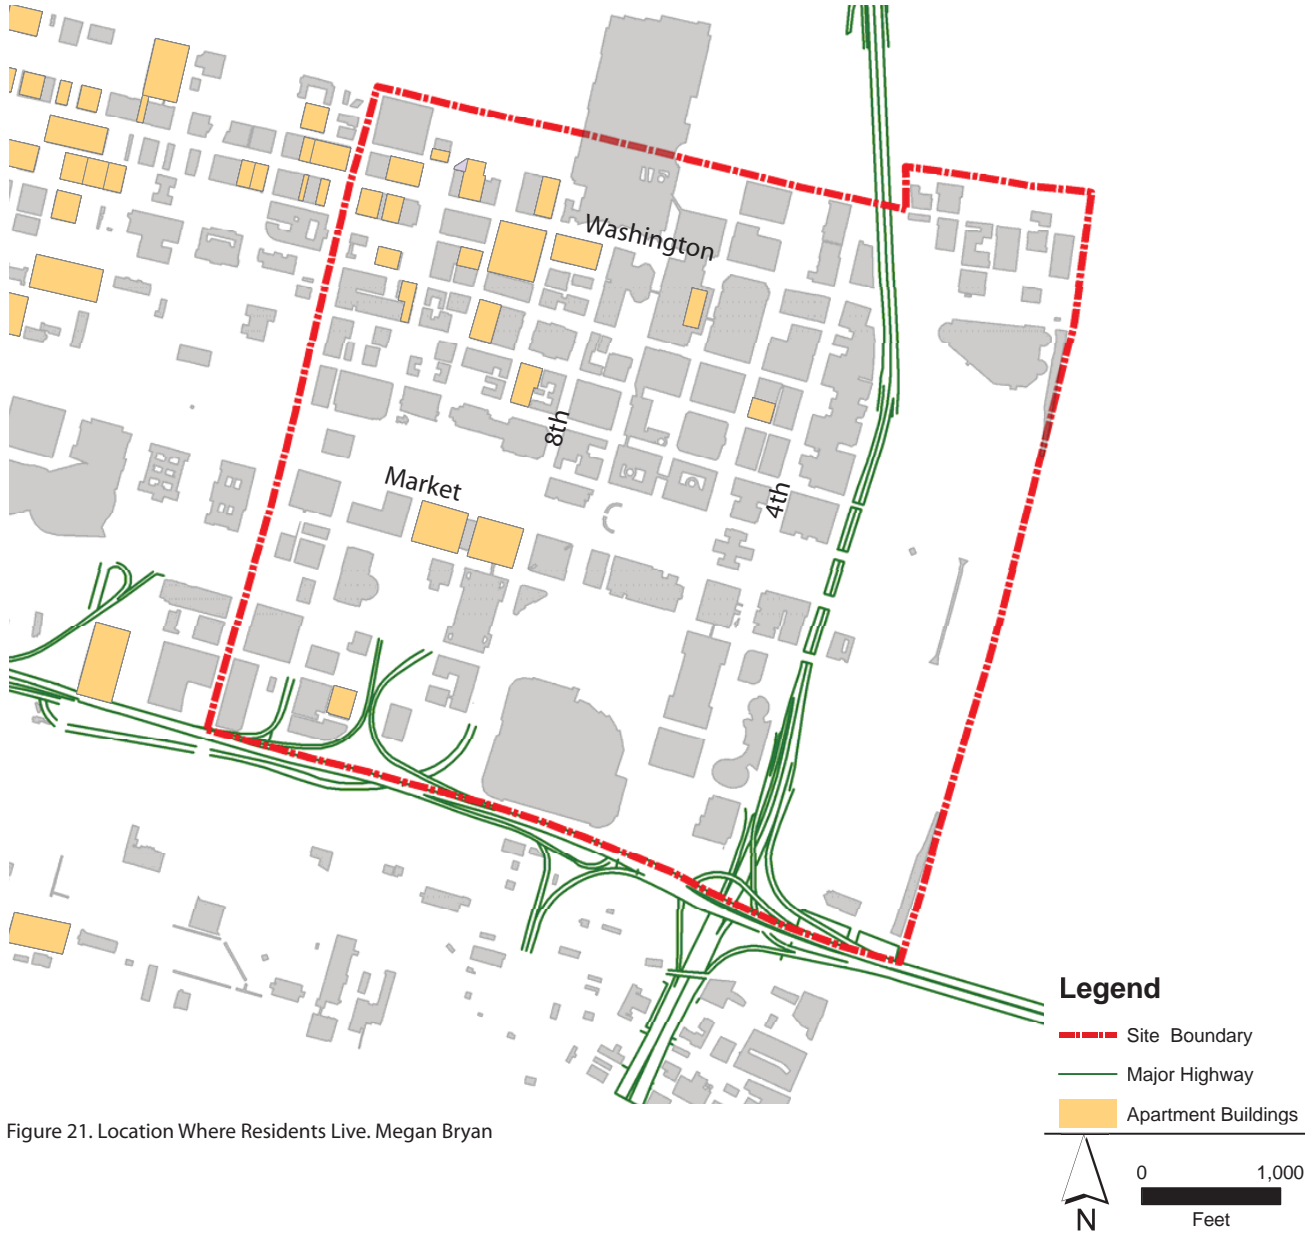 Washington
8th
Market
4th
Legend
Site Boundary
Major Highway
Apartment Buildings
Figure 21. Location Where Residents Live. Megan Bryan
0 1,000
Feet
N